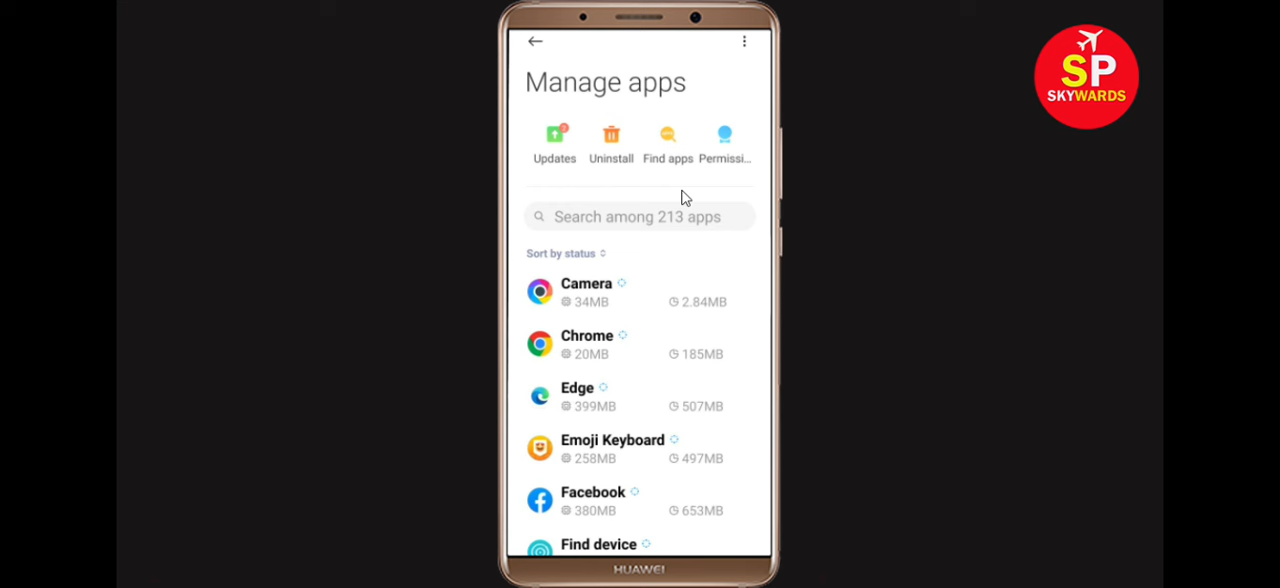 SP
SKYWARDS
Manage apps
Updates Uninstall Find apps Permissi...
Search among 213 apps
Sort by status
Camera
34MB 2.84MB
Chrome
20MB 185MB
Edge
399MB 507MB
Emoji Keyboard
258MB 497MB
Facebook
380MB 653MB
Find device
HUAWEI